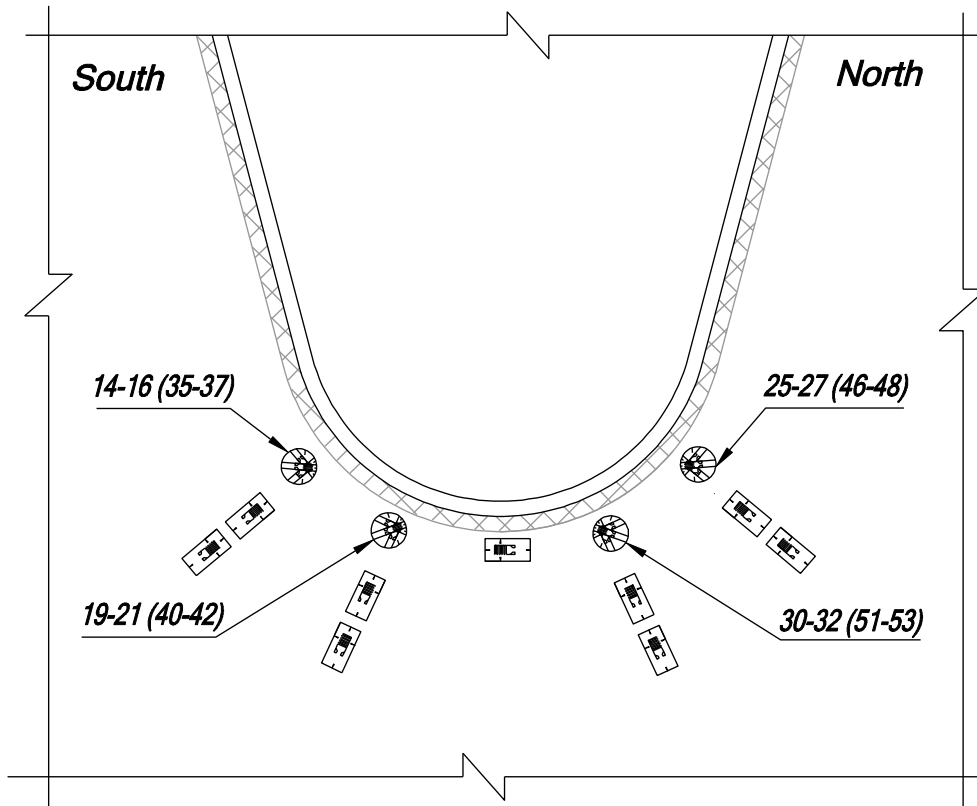 South
North
14-16 (35-37)
25-27 (46-48)
19-21 (40-42)
30-32 (51-53)